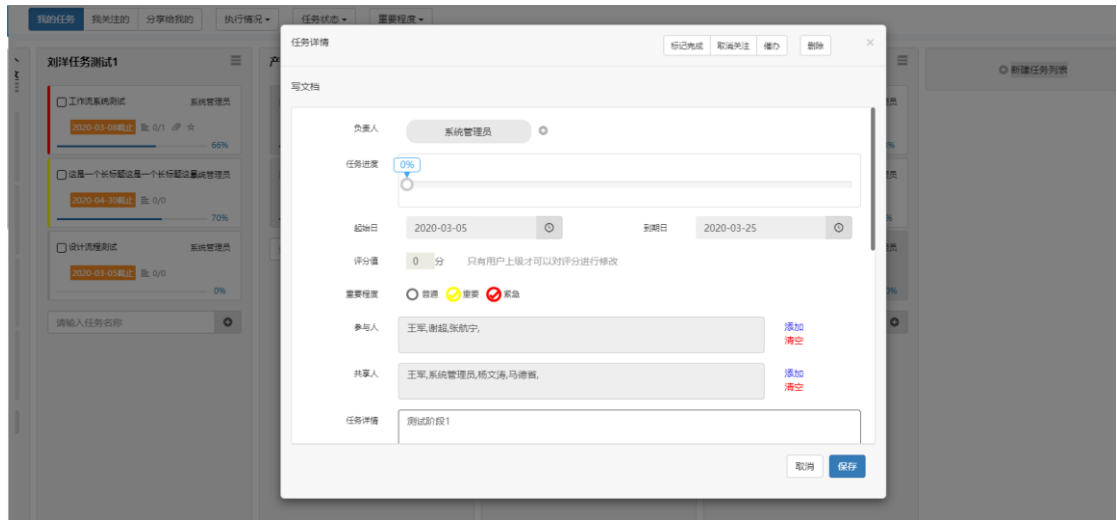 我的任务 我关注的 分享给我的 执行情况 任务状态 重要程度
刘洋任务测试1
工作流系统测试 系统管理员
2020-03-08截止 0/1
66%
这是一个长标题这是一个长标题这是 系统管理员
2020-04-30截止 0/0
70%
设计流程测试 系统管理员
2020-03-05截止 0/0
0%
请输入任务名称
产
任务详情 标记完成 取消关注 催办 删除 ×
写文档
负责人 系统管理员
任务进度 0%
起始日 2020-03-05 到期日 2020-03-25
评分值 0 分 只有用户上级才可以对评分进行修改
重要程度 普通 重要 紧急
参与人 王军,谢超,张航宁, 添加
清空
共享人 王军,系统管理员,杨文涛,马德省, 添加
清空
任务详情 测试阶段1
取消 保存
新建任务列表